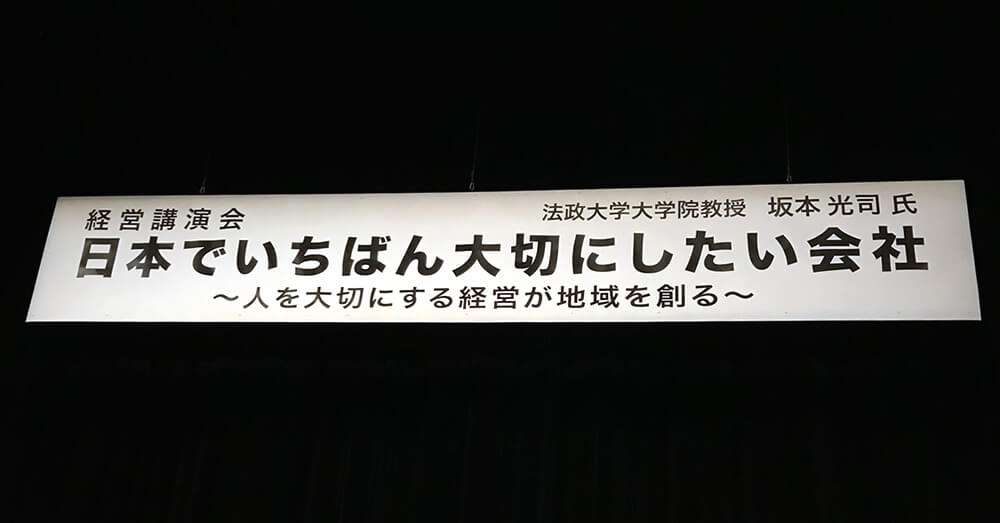 経営講演会 法政大学大学院教授 坂本 光司 氏
日本でいちばん大切にしたい会社
～人を大切にする経営が地域を創る～